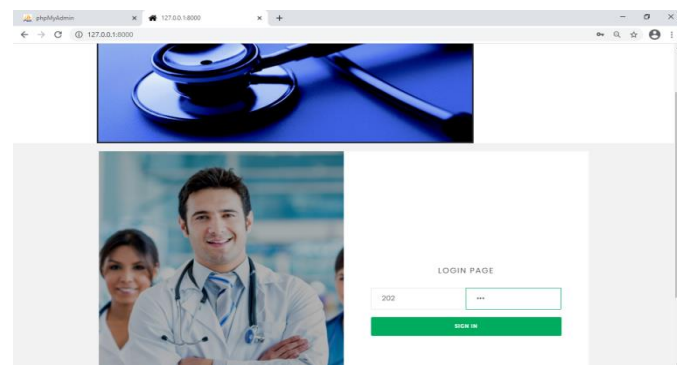 phpMyAdmin
127.0.0.1:8000
127.0.0.1:8000
LOGIN PAGE
202
•••
SIGN IN